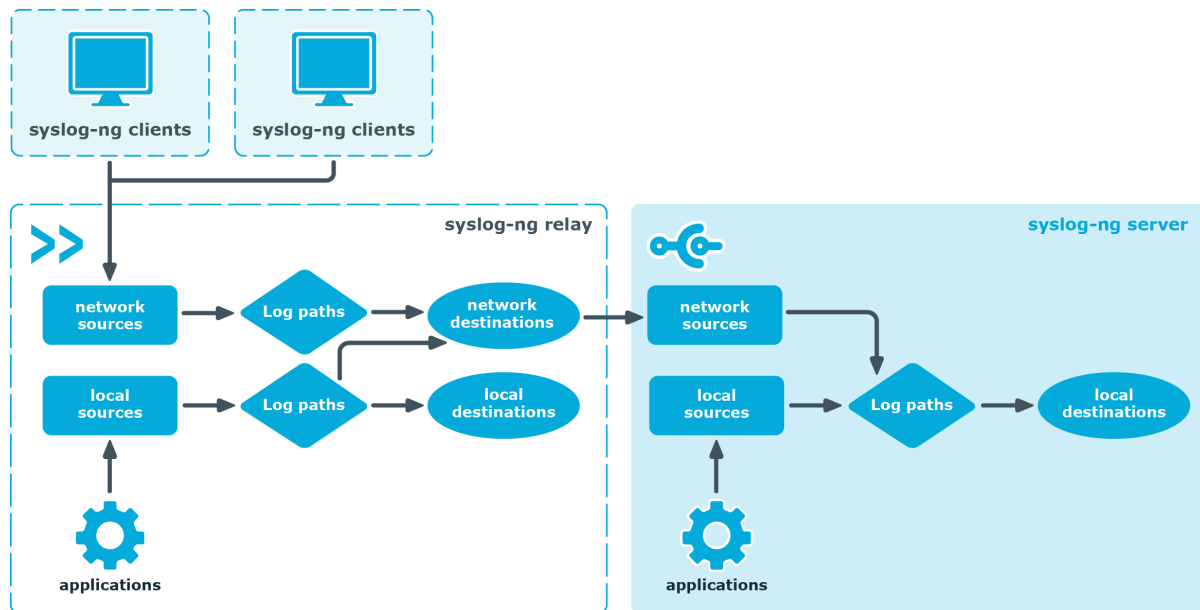 syslog-ng clients
syslog-ng clients
syslog-ng relay
network
sources
Log paths
network
destinations
local
sources
Log paths
local
destinations
applications
syslog-ng server
network
sources
local
sources
Log paths
local
destinations
applications